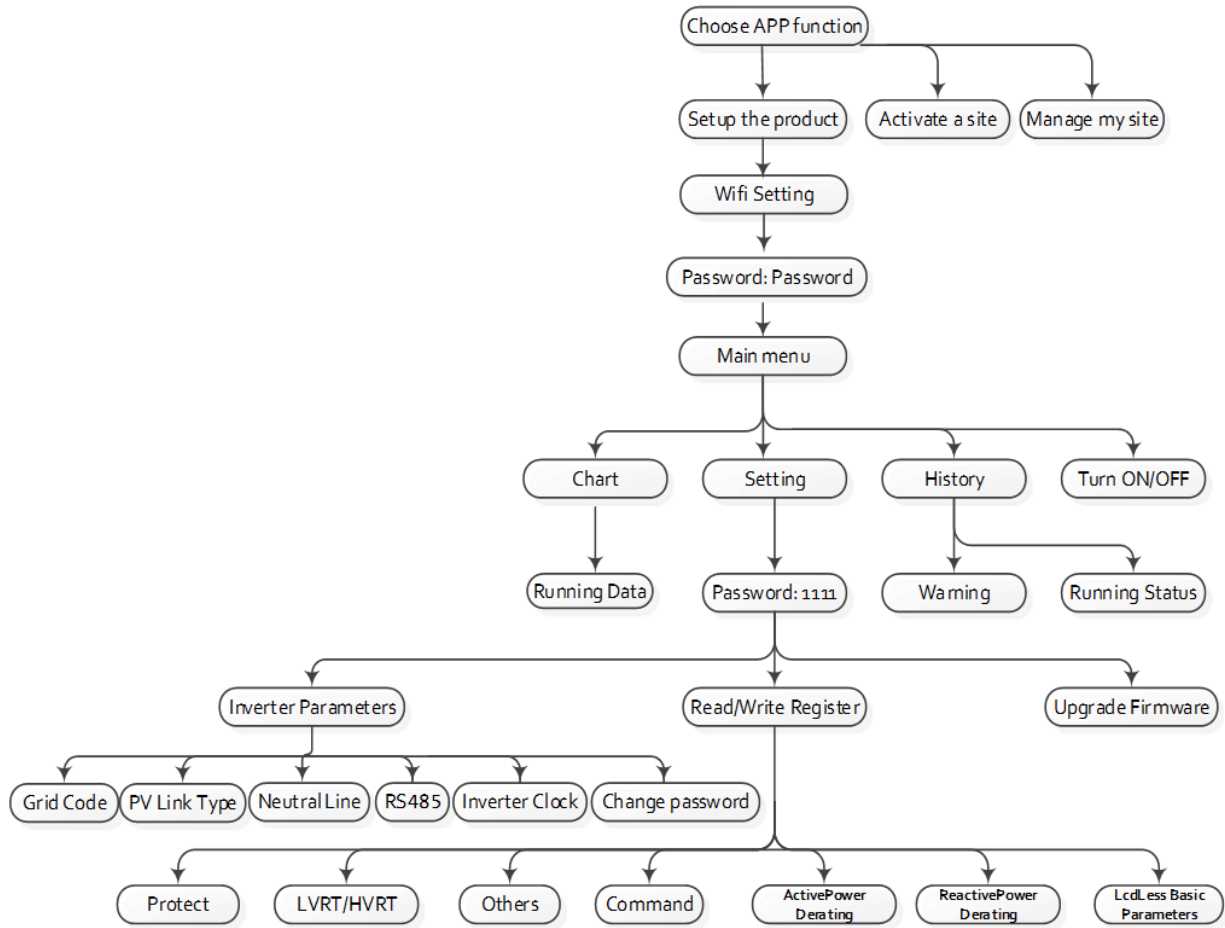 Choose APP function
Setup the product
Activate a site
Manage my site
Wifi Setting
Password: Password
Main menu
Chart
Setting
History
Turn ON/OFF
Running Data
Password: 1111
Warning
Running Status
Inverter Parameters
Read/Write Register
Upgrade Firmware
Grid Code
PV Link Type
Neutral Line
RS485
Inverter Clock
Change password
Protect
LVRT/HVRT
Others
Command
ActivePower
Derating
ReactivePower
Derating
LcdLess Basic
Parameters